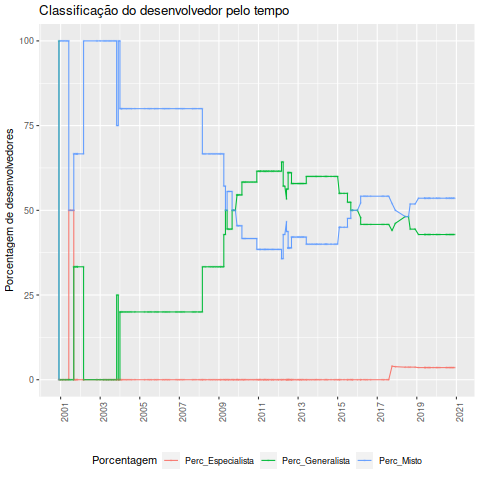 Classificação do desenvolvedor pelo tempo
Porcentagem de desenvolvedores
100
75
50
25
0
2001 2003 2005 2007 2009 2011 2013 2015 2017 2019 2021
Porcentagem Perc_Especialista Perc_Generalista Perc_Misto